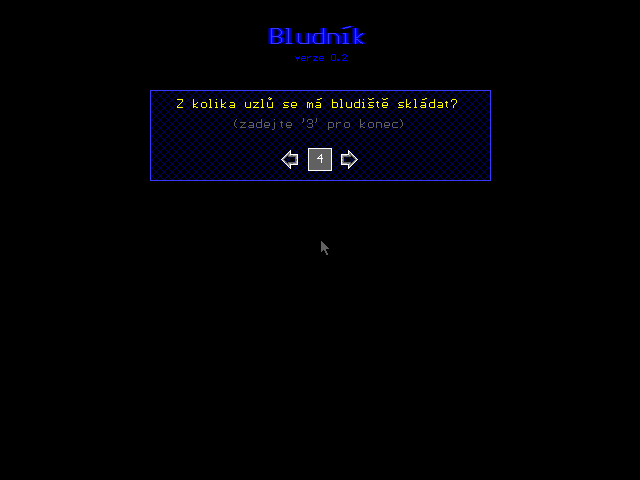 Bludník
verze 0.2
Z kolika uzlů se má bludiště skládat?
(zadejte '3' pro konec)
4